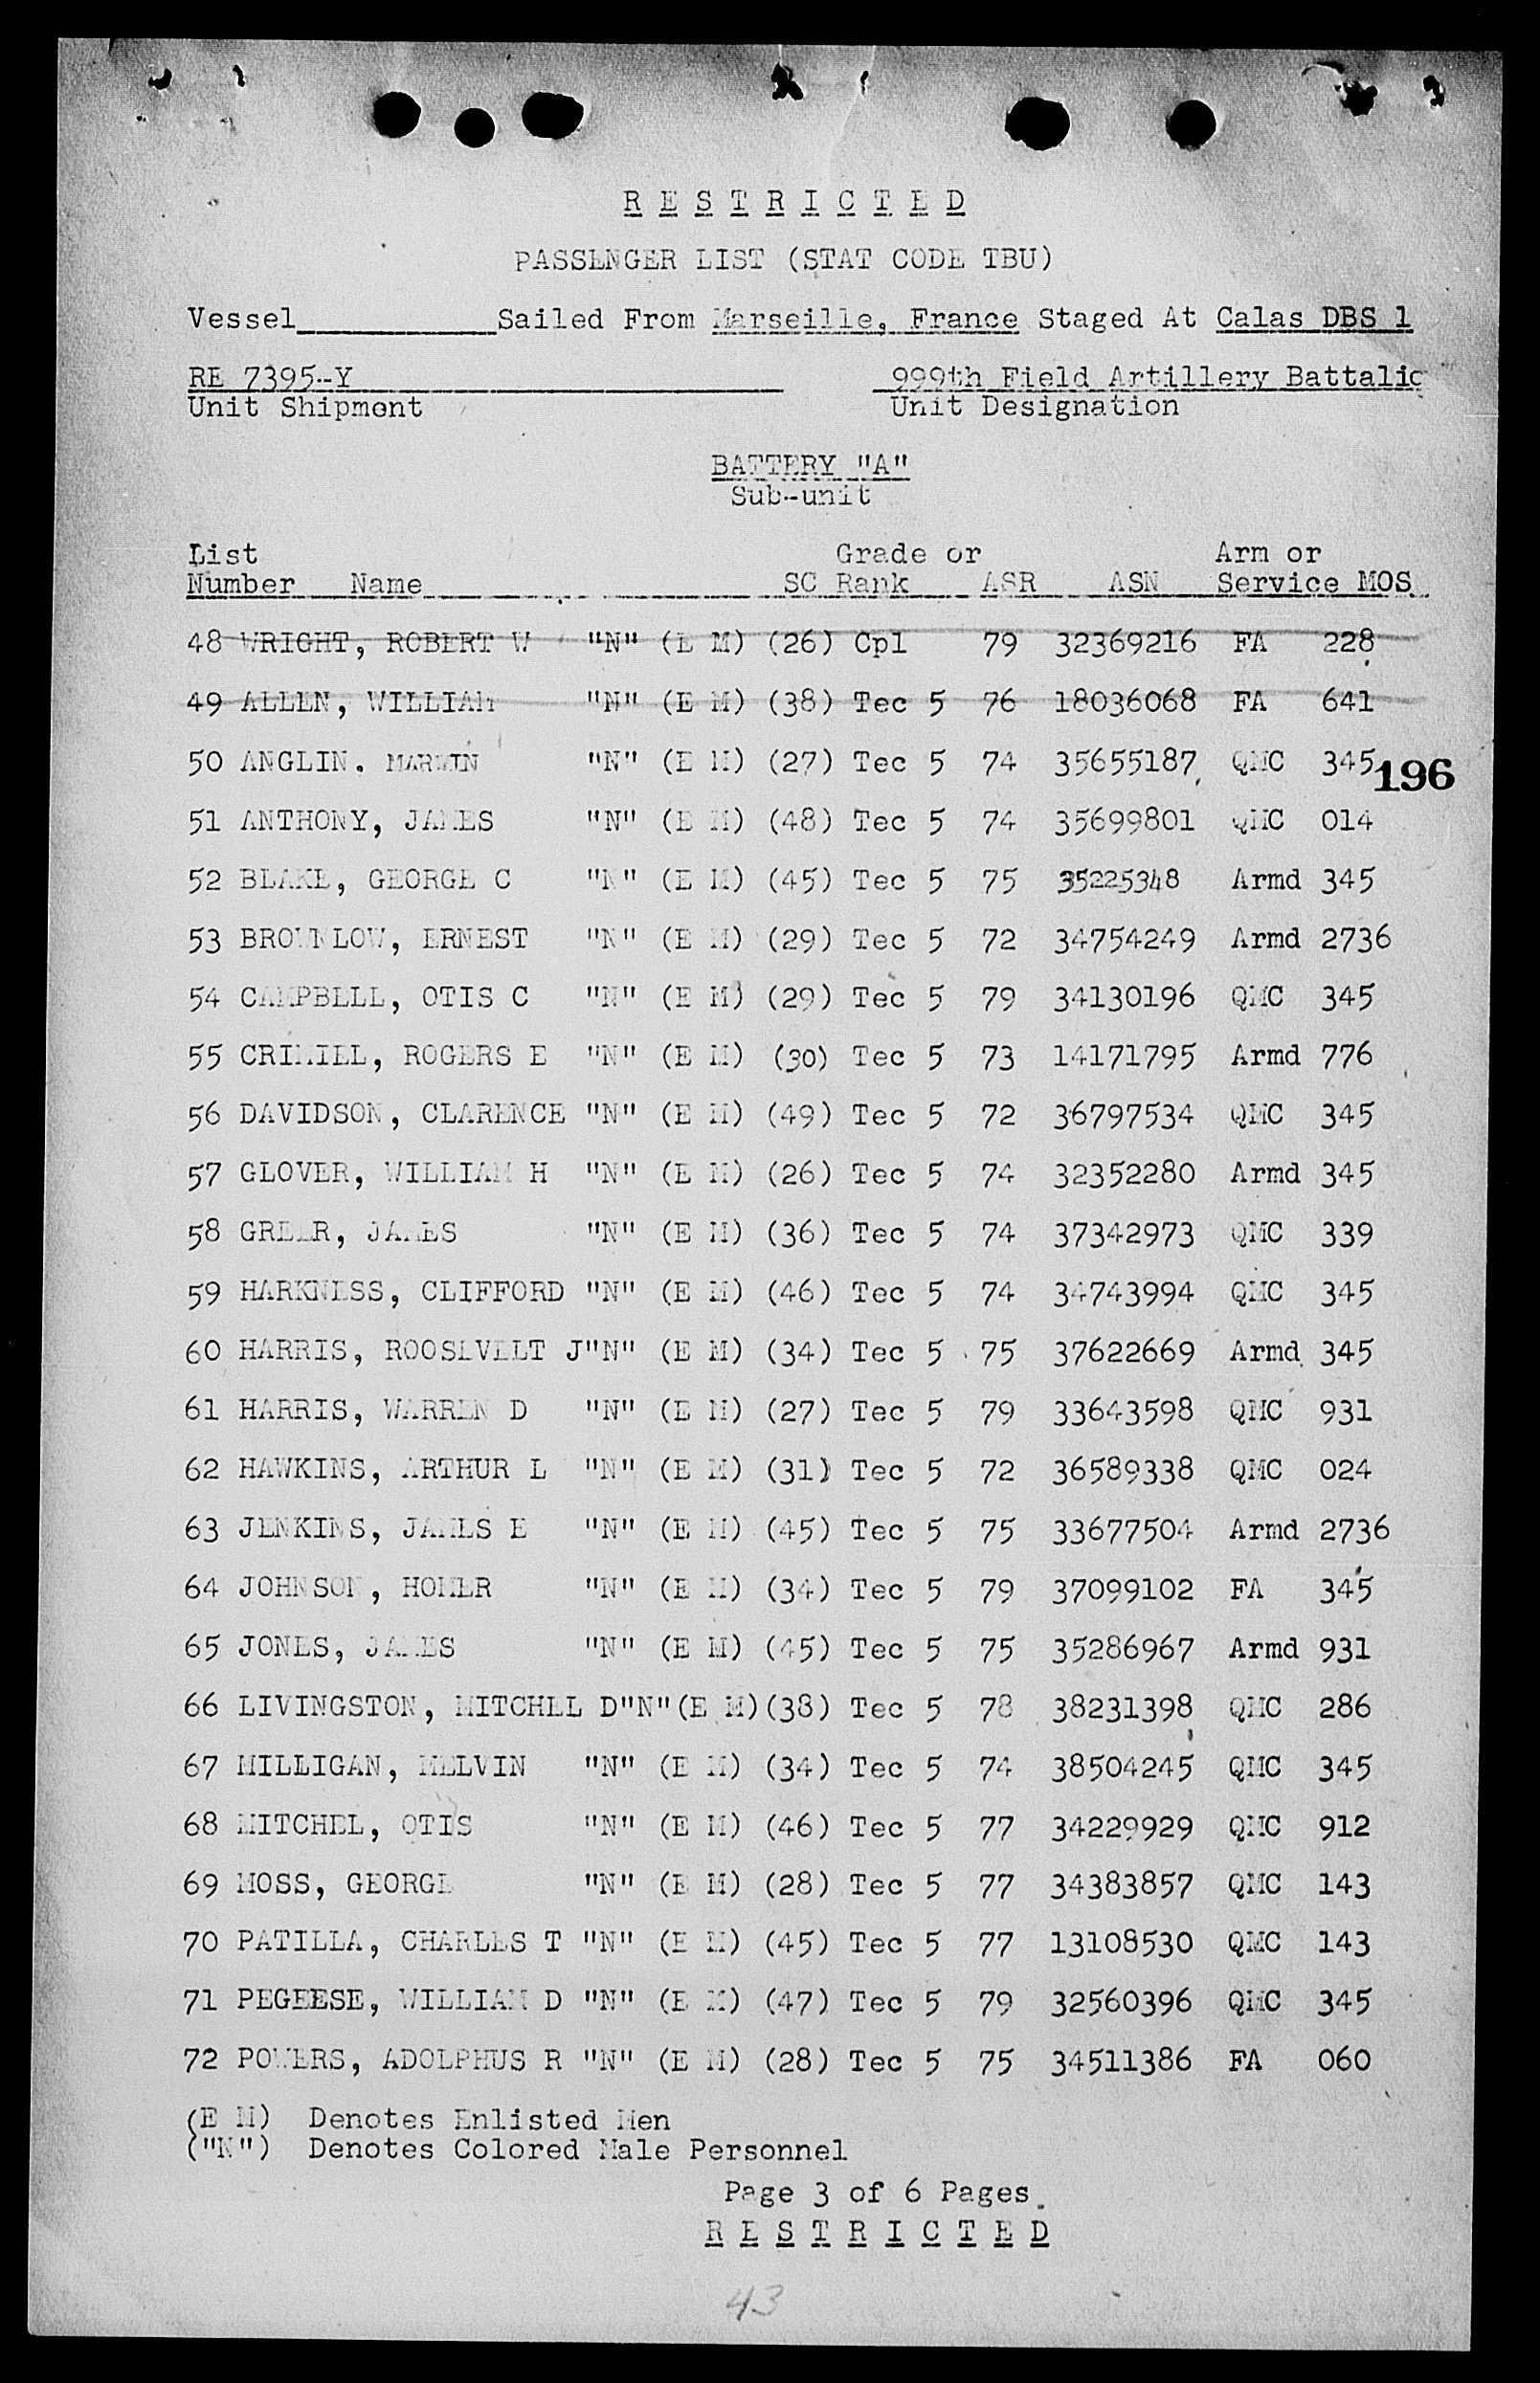 R E S T R I C T E D
PASSENGER LIST (STAT CODE TBU)
Vessel__________Sailed From Marseille, France Staged At Calas DBS 1
RE 7395-Y 999th Field Artillery Battalio
Unit Shipment Unit Designation
BATTERY "A"
Sub-unit
List Grade or Arm or
Number Name SC Rank ASR ASN Service MOS
48 WRIGHT, ROBERT W "N" (E M) (26) Cpl 79 32369216 FA 228
49 ALLEN, WILLIAM "N" (E M) (38) Tec 5 76 18036068 FA 641
50 ANGLIN. MARWIN "N" (E M) (27) Tec 5 74 35655187 QMC 345
196
51 ANTHONY, JAMES "N" (E M) (48) Tec 5 74 35699801 QMC 014
52 BLAKE, GEORGE C "N" (E M) (45) Tec 5 75 35225348 Armd 345
53 BROWNLOW, ERNEST "N" (E M) (29) Tec 5 72 34754249 Armd 2736
54 CAMPBELL, OTIS C "N" (E M) (29) Tec 5 79 34130196 QMC 345
55 CRIMIEL, ROGERS E "N" (E M) (30) Tec 5 73 14171795 Armd 776
56 DAVIDSON, CLARENCE "N" (E M) (49) Tec 5 72 36797534 QMC 345
57 GLOVER, WILLIAM H "N" (E M) (26) Tec 5 74 32352280 Armd 345
58 GREER, JAMES "N" (E M) (36) Tec 5 74 37342973 QMC 339
59 HARKNESS, CLIFFORD "N" (E M) (46) Tec 5 74 34743994 QMC 345
60 HARRIS, ROOSEVELT J"N" (E M) (34) Tec 5 75 37622669 Armd 345
61 HARRIS, WARREN D "N" (E M) (27) Tec 5 79 33643598 QMC 931
62 HAWKINS, ARTHUR L "N" (E M) (31) Tec 5 72 36589338 QMC 024
63 JENKINS, JAMES E "N" (E M) (45) Tec 5 75 33677504 Armd 2736
64 JOHNSON, HOMER "N" (E M) (34) Tec 5 79 37099102 FA 345
65 JONES, JAMES "N" (E M) (45) Tec 5 75 35286967 Armd 931
66 LIVINGSTON, MITCHEL D"N"(E M)(38) Tec 5 78 38231398 QMC 286
67 MILLIGAN, MELVIN "N" (E M) (34) Tec 5 74 38504245 QMC 345
68 MITCHEL, OTIS "N" (E M) (46) Tec 5 77 34229929 QMC 912
69 MOSS, GEORGE "N" (E M) (28) Tec 5 77 34383857 QMC 143
70 PATILLA, CHARLES T "N" (E M) (45) Tec 5 77 13108530 QMC 143
71 PEGEESE, WILLIAM D "N" (E M) (47) Tec 5 79 32560396 QMC 345
72 POWERS, ADOLPHUS R "N" (E M) (28) Tec 5 75 34511386 FA 060
(E M) Denotes Enlisted Men
("N") Denotes Colored Male Personnel
Page 3 of 6 Pages
R E S T R I C T E D
43